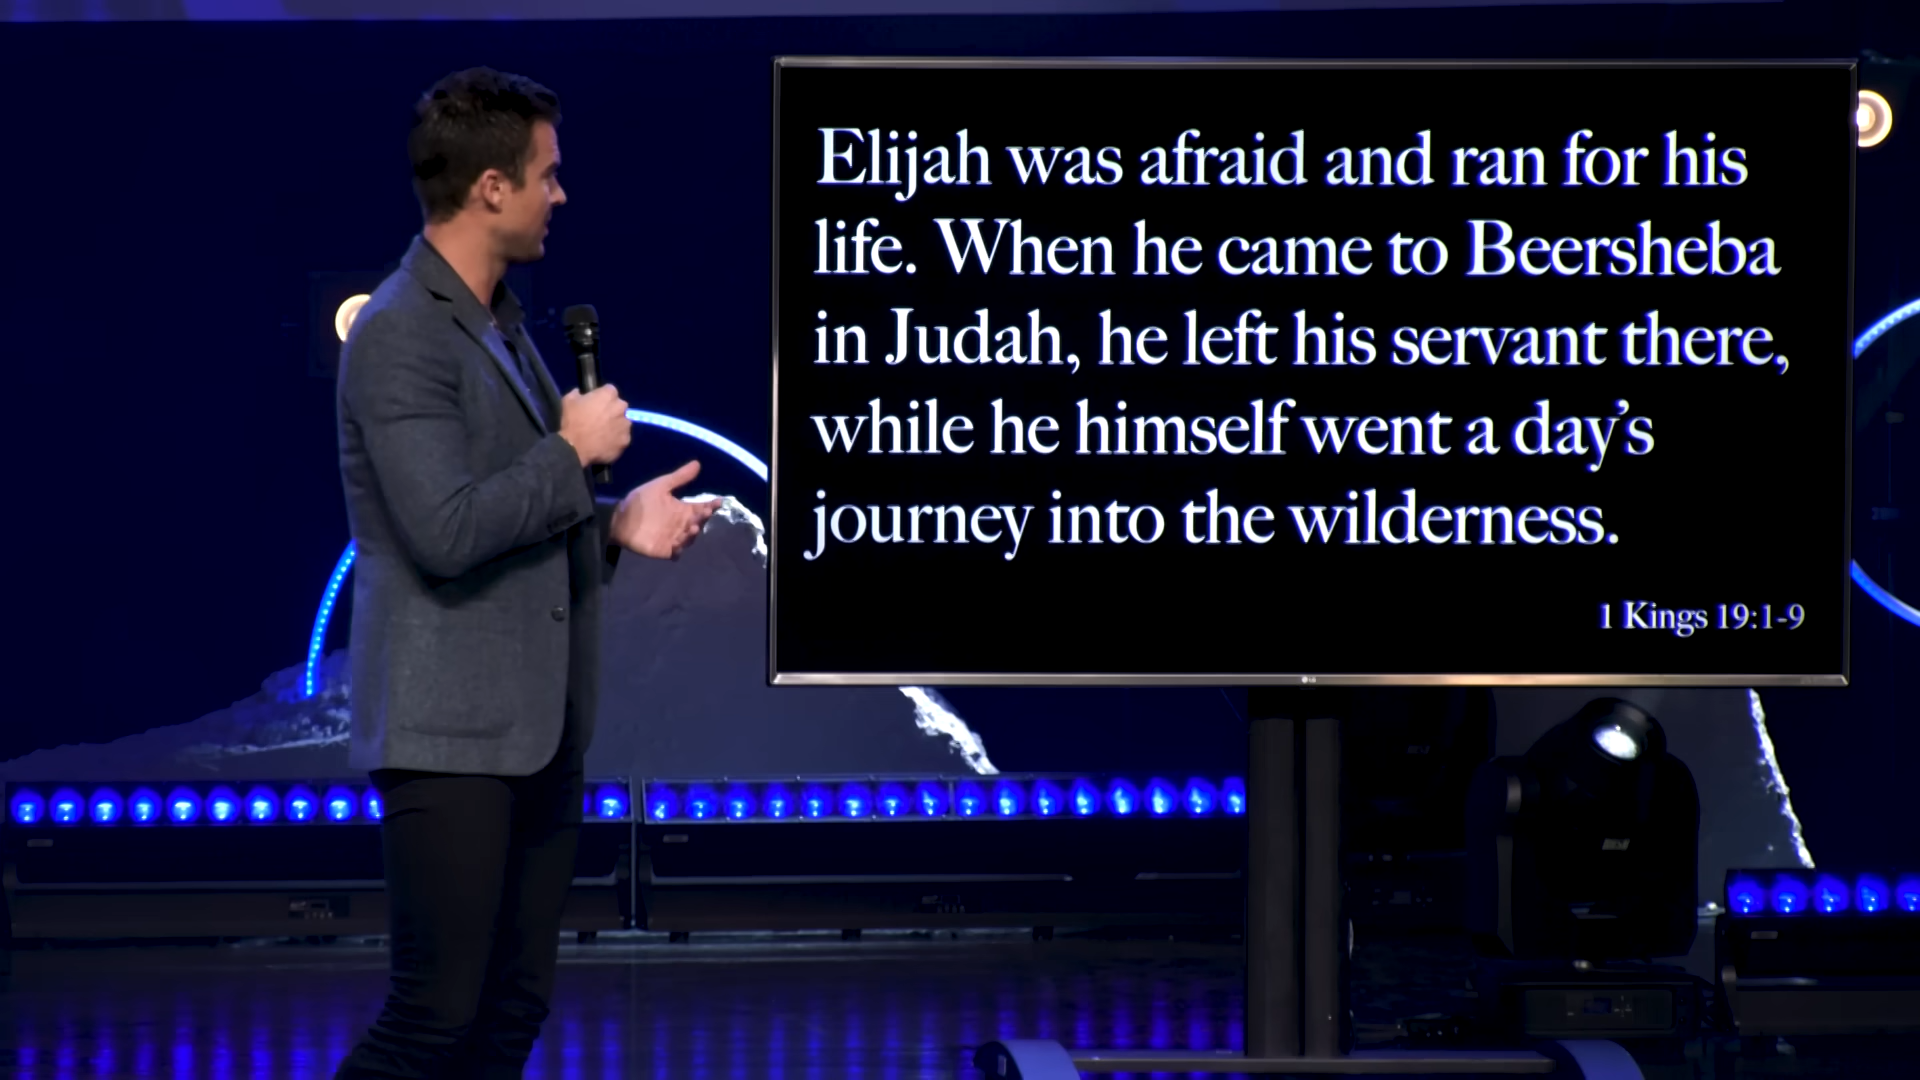 Elijah was afraid and ran for his
life. When he came to Beersheba
in Judah, he left his servant there,
while he himself went a day’s
journey into the wilderness.
1 Kings 19:1-9
LG